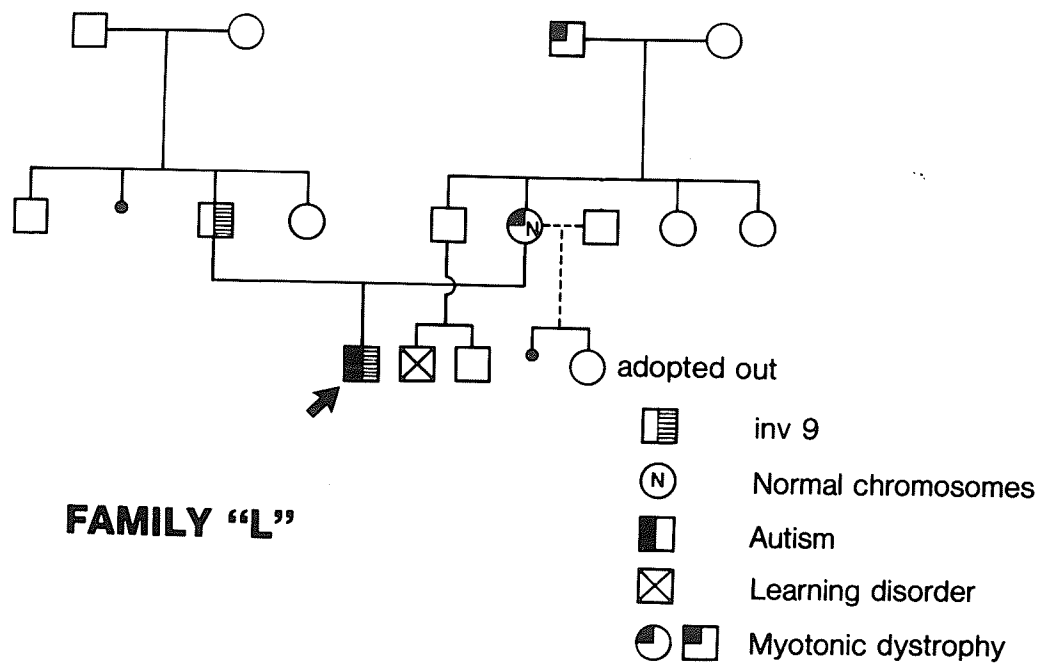 N
adopted out
inv 9
N Normal chromosomes
FAMILY “L”
Autism
Learning disorder
Myotonic dystrophy